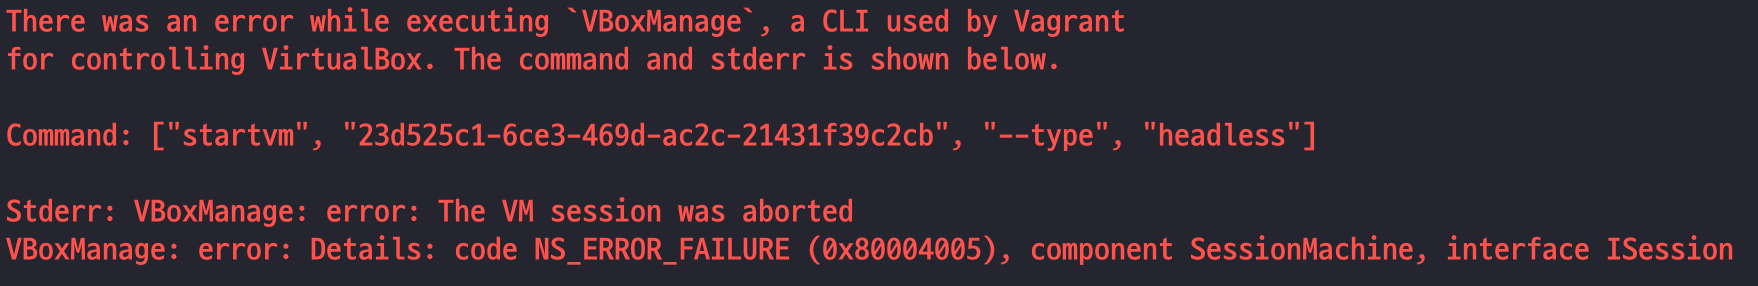 There was an error while executing `VBoxManage`, a CLI used by Vagrant
for controlling VirtualBox. The command and stderr is shown below.
Command: ["startvm", "23d525c1-6ce3-469d-ac2c-21431f39c2cb", "--type", "headless"]
Stderr: VBoxManage: error: The VM session was aborted
VBoxManage: error: Details: code NS_ERROR_FAILURE (0x80004005), component SessionMachine, interface ISession